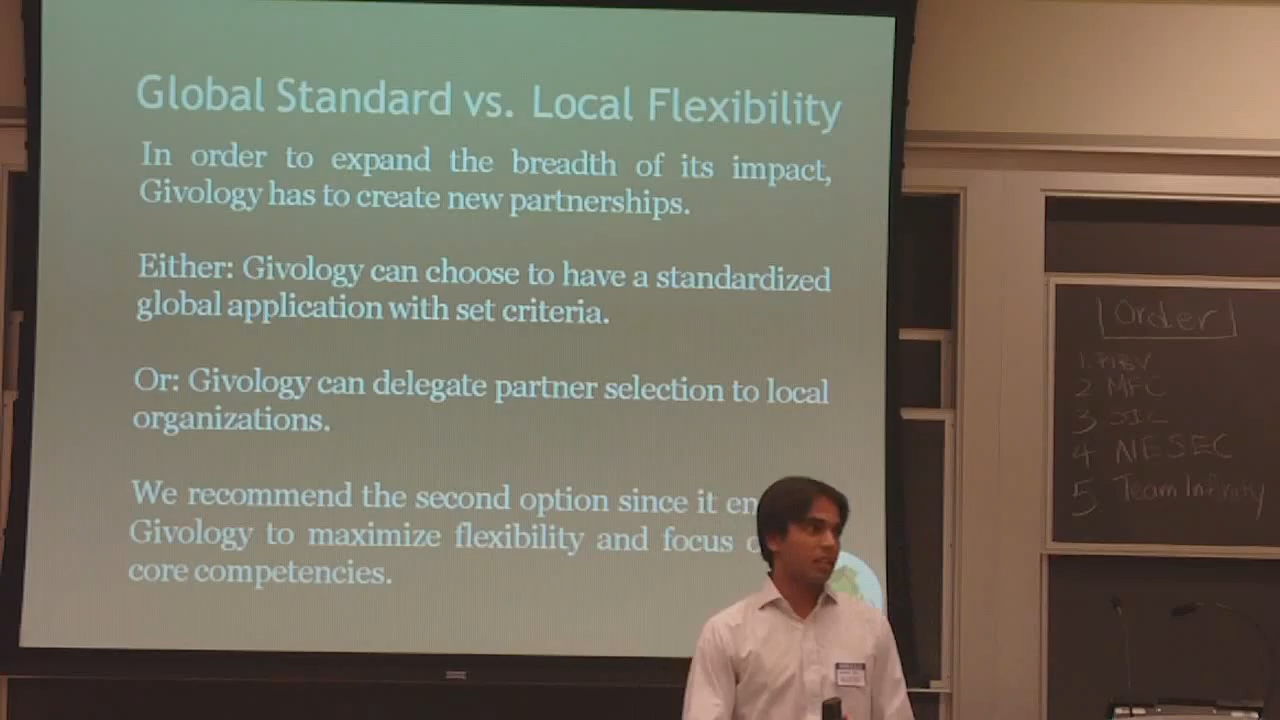 Global Standard vs. Local Flexibility
In order to expand the breadth of its impact,
Givology has to create new partnerships.
Either: Givology can choose to have a standardized
global application with set criteria.
Or: Givology can delegate partner selection to local
organizations.
We recommend the second option since it en
Givology to maximize flexibility and focus
core competencies.
Order
1.
2 MFC
3
4 NESEC
5 Team Infinity